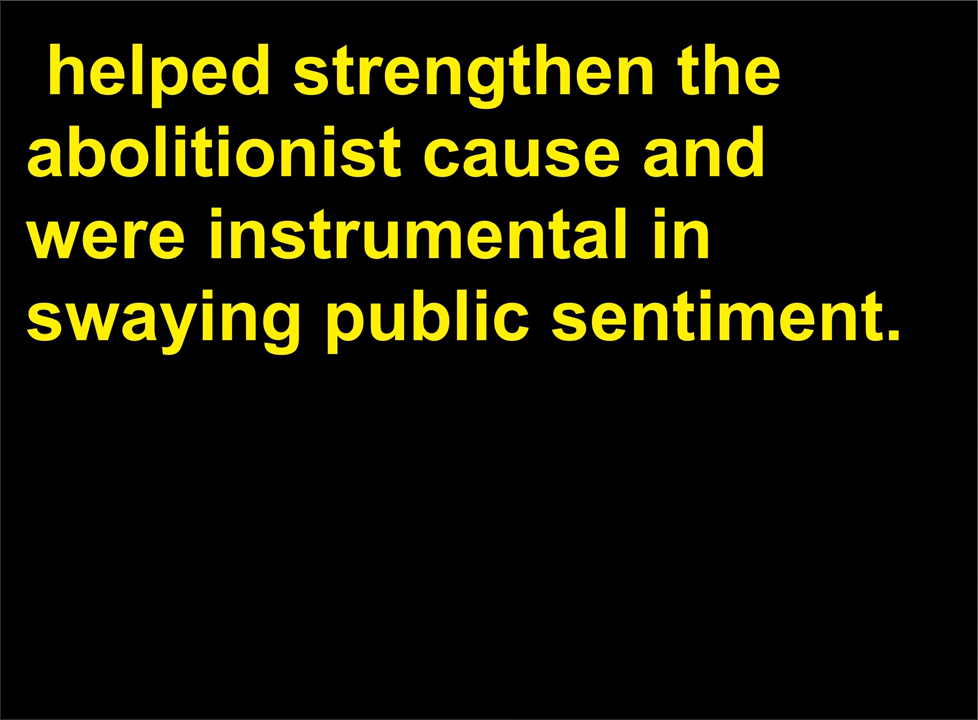 helped strengthen the
abolitionist cause and
were instrumental in
swaying public sentiment.